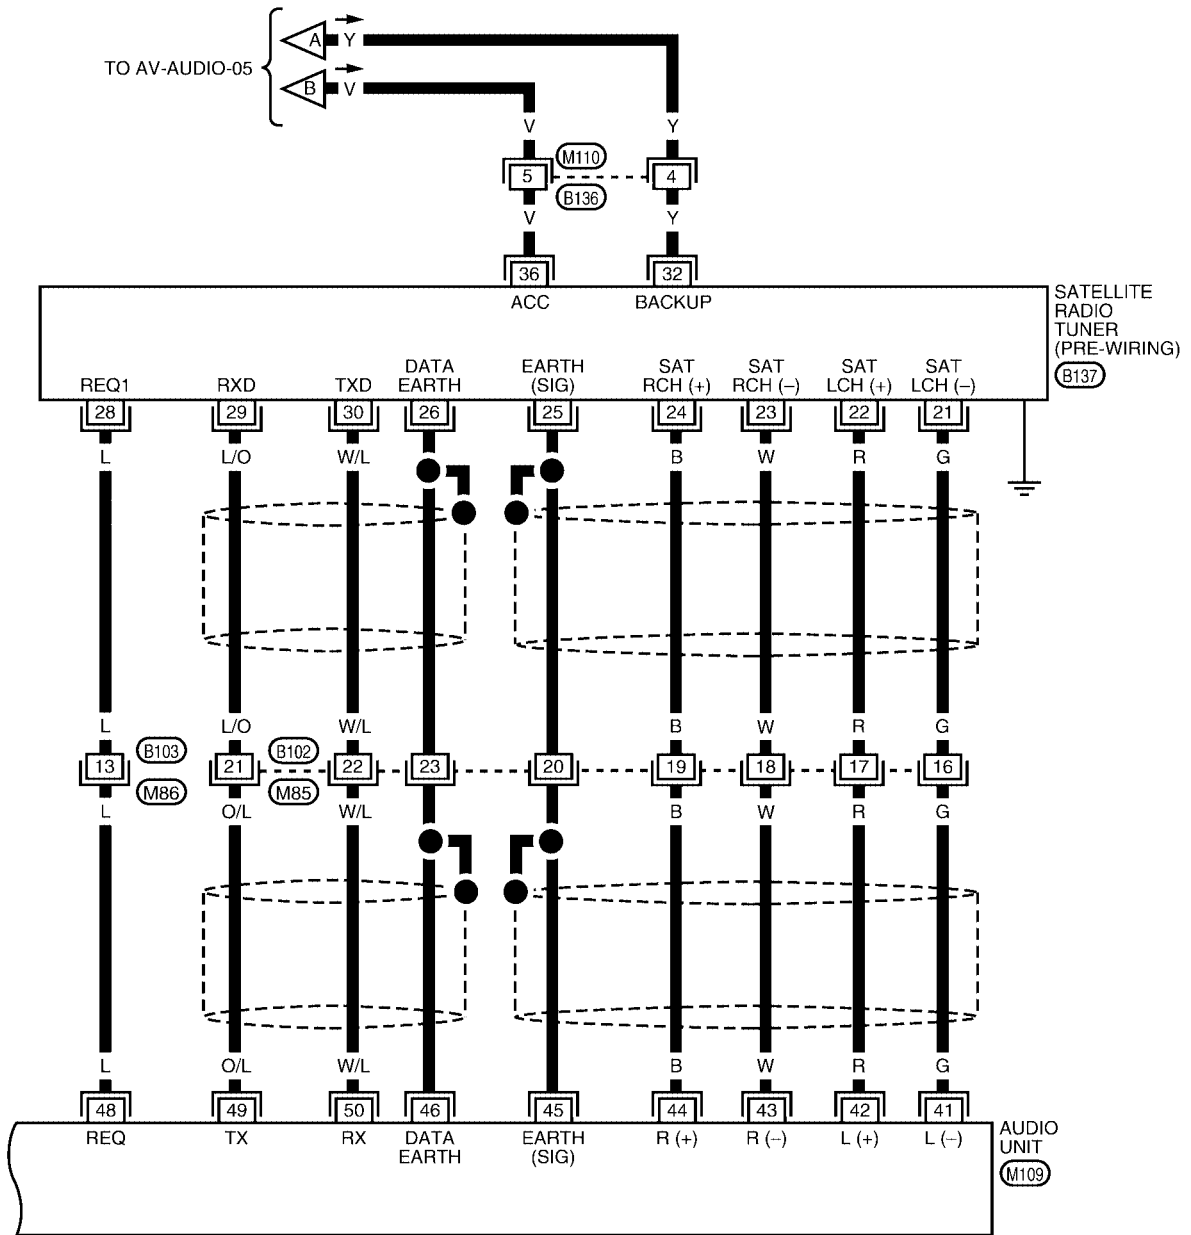 A Y
TO AV-AUDIO-05
B V
V Y
5 M110 4
B136
V Y
36 32
ACC BACKUP
SATELLITE
RADIO
TUNER
(PRE-WIRING)
B137
REQ1 RXD TXD DATA EARTH EARTH (SIG) SAT RCH (+) SAT RCH (–) SAT LCH (+) SAT LCH (–)
28 29 30 26 25 24 23 22 21
L L/O W/L B W R G
L L/O W/L B W R G
B103 B102
13 21 22 23 20 19 18 17 16
M86 M85
L O/L W/L B W R G
L O/L W/L B W R G
48 49 50 46 45 44 43 42 41
REQ TX RX DATA EARTH EARTH (SIG) R (+) R (–) L (+) L (–)
AUDIO
UNIT
M109